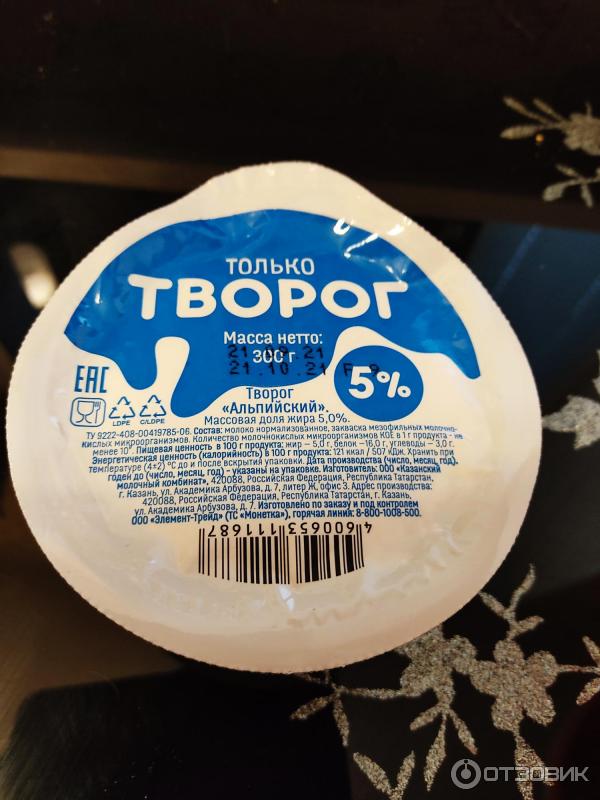 ТОЛЬКО
ТВОРОГ
Масса нетто:
300 г
21.09.21
21.10.21 Р 9
5%
EAC
LDPE
C/LDPE
Творог
«Альпийский».
Массовая доля жира 5,0%.
ТУ 9222-408-00419785-06. Состав: молоко нормализованное, закваска мезофильных молочно-
кислых микроорганизмов. Количество молочнокислых микроорганизмов КОЕ в 1 г продукта - не
менее 10⁶. Пищевая ценность в 100 г продукта: жир – 5,0 г, белок –16,0 г, углеводы – 3,0 г.
Энергетическая ценность (калорийность) в 100 г продукта: 121 ккал / 507 кДж. Хранить при
температуре (4±2) °С до и после вскрытия упаковки. Дата производства (число, месяц, год),
годен до (число, месяц, год) – указаны на упаковке. Изготовитель: ООО «Казанский
молочный комбинат», 420088, Российская Федерация, Республика Татарстан,
г. Казань, ул. Академика Арбузова, д. 7, литер Ж, офис 3. Адрес производства:
420088, Российская Федерация, Республика Татарстан, г. Казань,
ул. Академика Арбузова, д. 7. Изготовлено по заказу и под контролем
ООО «Элемент-Трейд» (ТС «Монетка»), горячая линия: 8-800-1008-500.
4600653111687
ОТЗОВИК